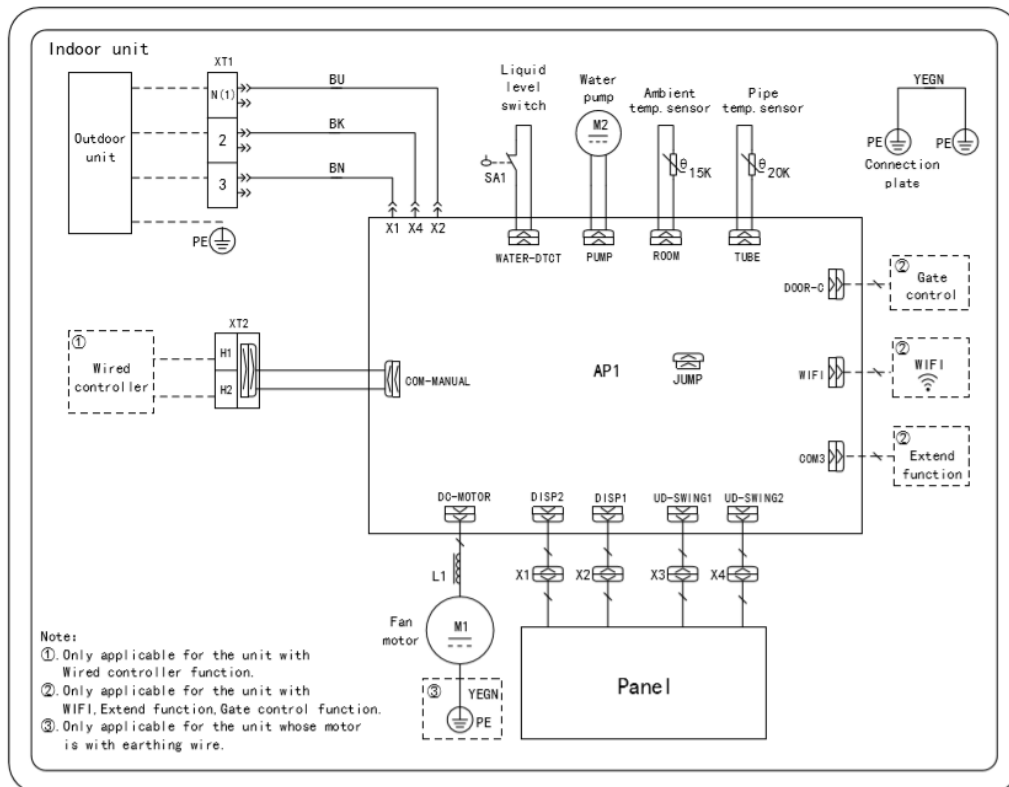 Indoor unit
XT1
Outdoor
unit
N(1)
2
3
BU
BK
BN
PE
X1 X4 X2
Liquid
level
switch
SA1
WATER-DTCT
Water
pump
M2
PUMP
Ambient
temp. sensor
θ
15K
ROOM
Pipe
temp. sensor
θ
20K
TUBE
YEGN
PE
PE
Connection
plate
DOOR-C
②
Gate
control
WIFI
②
WIFI
COM3
②
Extend
function
①
Wired
controller
XT2
H1
H2
COM-MANUAL
AP1
JUMP
DC-MOTOR
DISP2
DISP1
UD-SWING1
UD-SWING2
L1
X1
X2
X3
X4
Fan
motor
M1
③
YEGN
PE
Panel
Note:
①. Only applicable for the unit with
Wired controller function.
②. Only applicable for the unit with
WIFI, Extend function, Gate control function.
③. Only applicable for the unit whose motor
is with earthing wire.